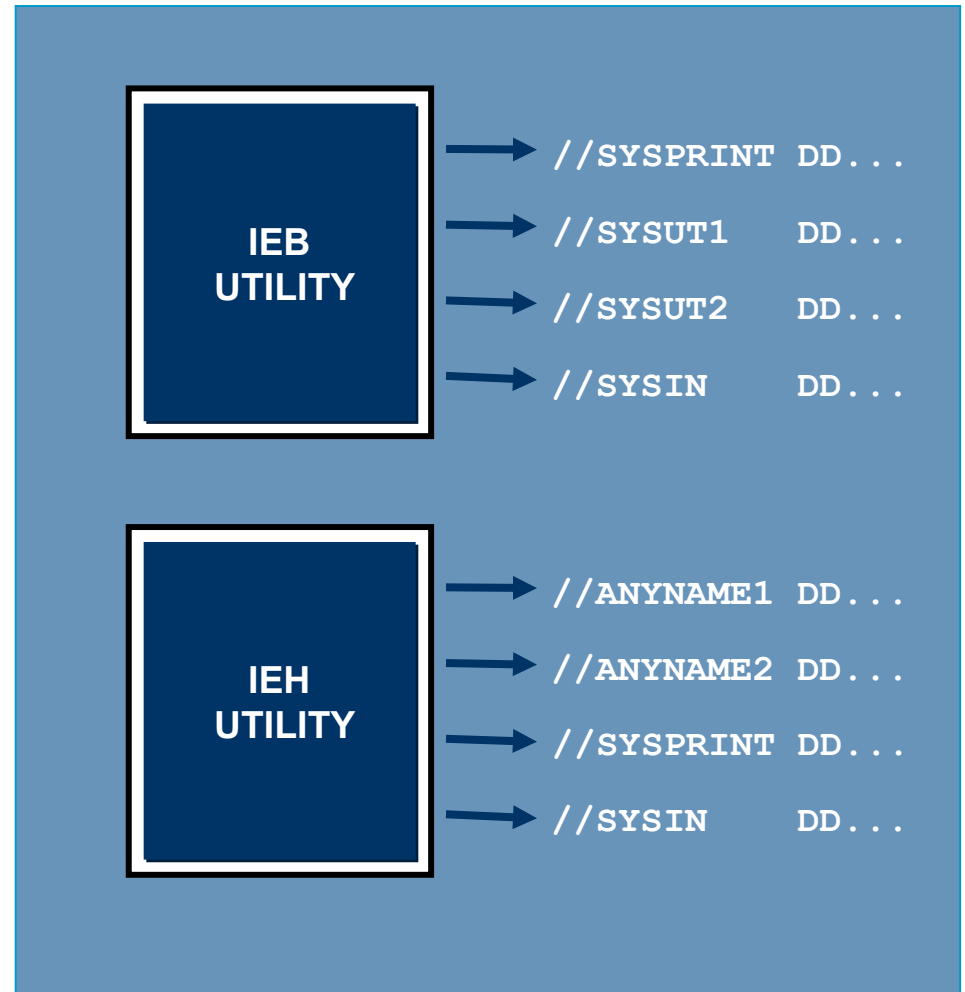 IEB
UTILITY
//SYSPRINT DD...
//SYSUT1   DD...
//SYSUT2   DD...
//SYSIN    DD...
IEH
UTILITY
//ANYNAME1 DD...
//ANYNAME2 DD...
//SYSPRINT DD...
//SYSIN    DD...